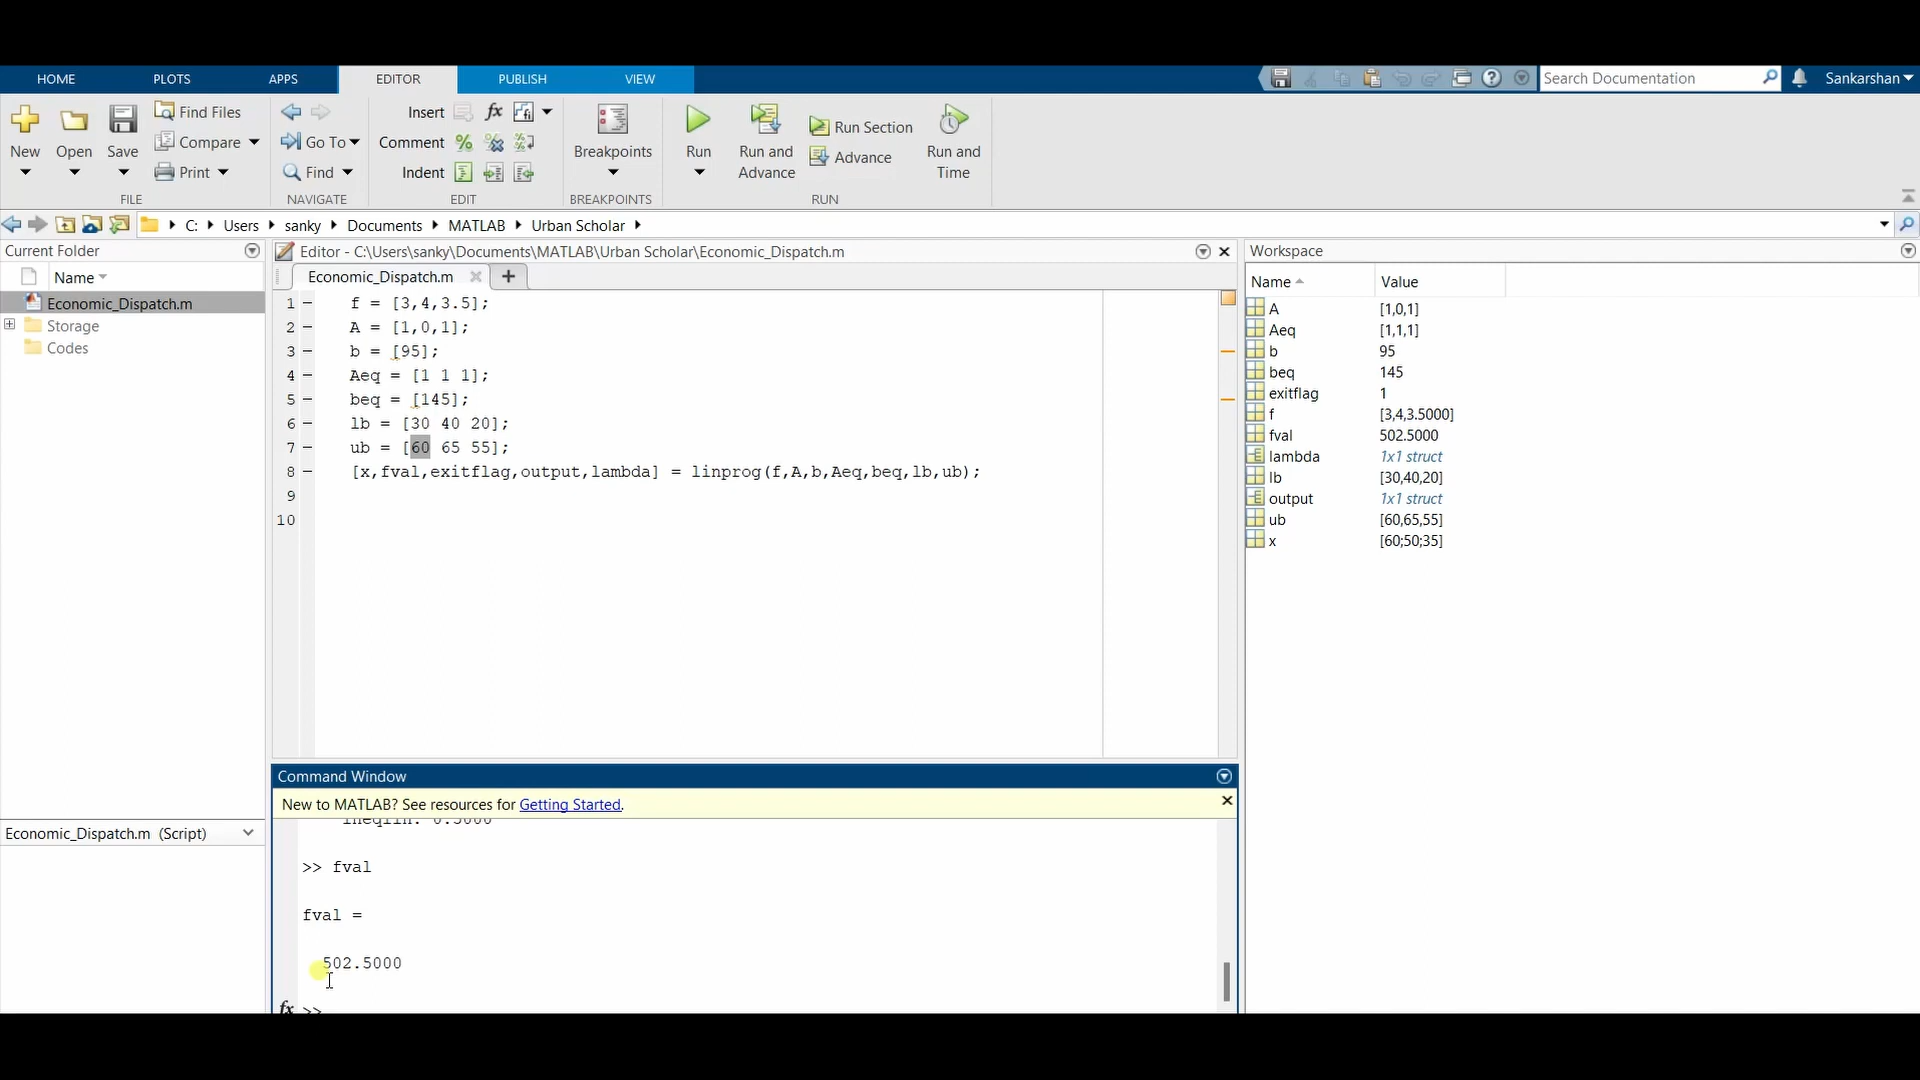 HOME PLOTS APPS EDITOR PUBLISH VIEW Search Documentation Sankarshan
New Open Save Find Files Compare Print
FILE
Go To Find
NAVIGATE
Insert fx
Comment
Indent
EDIT
Breakpoints
BREAKPOINTS
Run Run and Advance Run Section Advance Run and Time
RUN
C: Users sanky Documents MATLAB Urban Scholar
Current Folder
Name
Economic_Dispatch.m
Storage
Codes
Economic_Dispatch.m (Script)
Editor - C:\Users\sanky\Documents\MATLAB\Urban Scholar\Economic_Dispatch.m
Economic_Dispatch.m
1 f = [3,4,3.5];
2 A = [1,0,1];
3 b = [95];
4 Aeq = [1 1 1];
5 beq = [145];
6 lb = [30 40 20];
7 ub = [60 65 55];
8 [x,fval,exitflag,output,lambda] = linprog(f,A,b,Aeq,beq,lb,ub);
9
10
Command Window
New to MATLAB? See resources for Getting Started.
ineqlin: 0.5000
>> fval
fval =
502.5000
fx >>
Workspace
Name Value
A [1,0,1]
Aeq [1,1,1]
b 95
beq 145
exitflag 1
f [3,4,3.5000]
fval 502.5000
lambda 1x1 struct
lb [30,40,20]
output 1x1 struct
ub [60,65,55]
x [60;50;35]